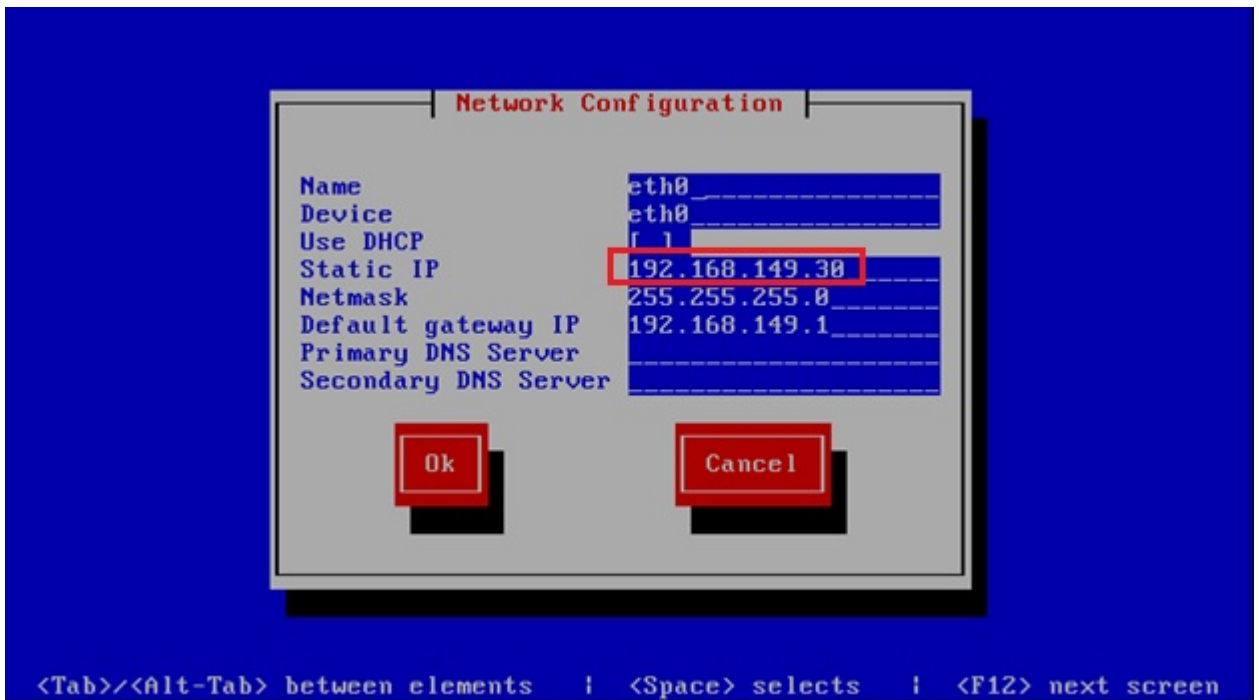 Network Configuration
Name eth0
Device eth0
Use DHCP [ ]
Static IP 192.168.149.30
Netmask 255.255.255.0
Default gateway IP 192.168.149.1
Primary DNS Server
Secondary DNS Server
Ok Cancel
<Tab>/<Alt-Tab> between elements | <Space> selects | <F12> next screen